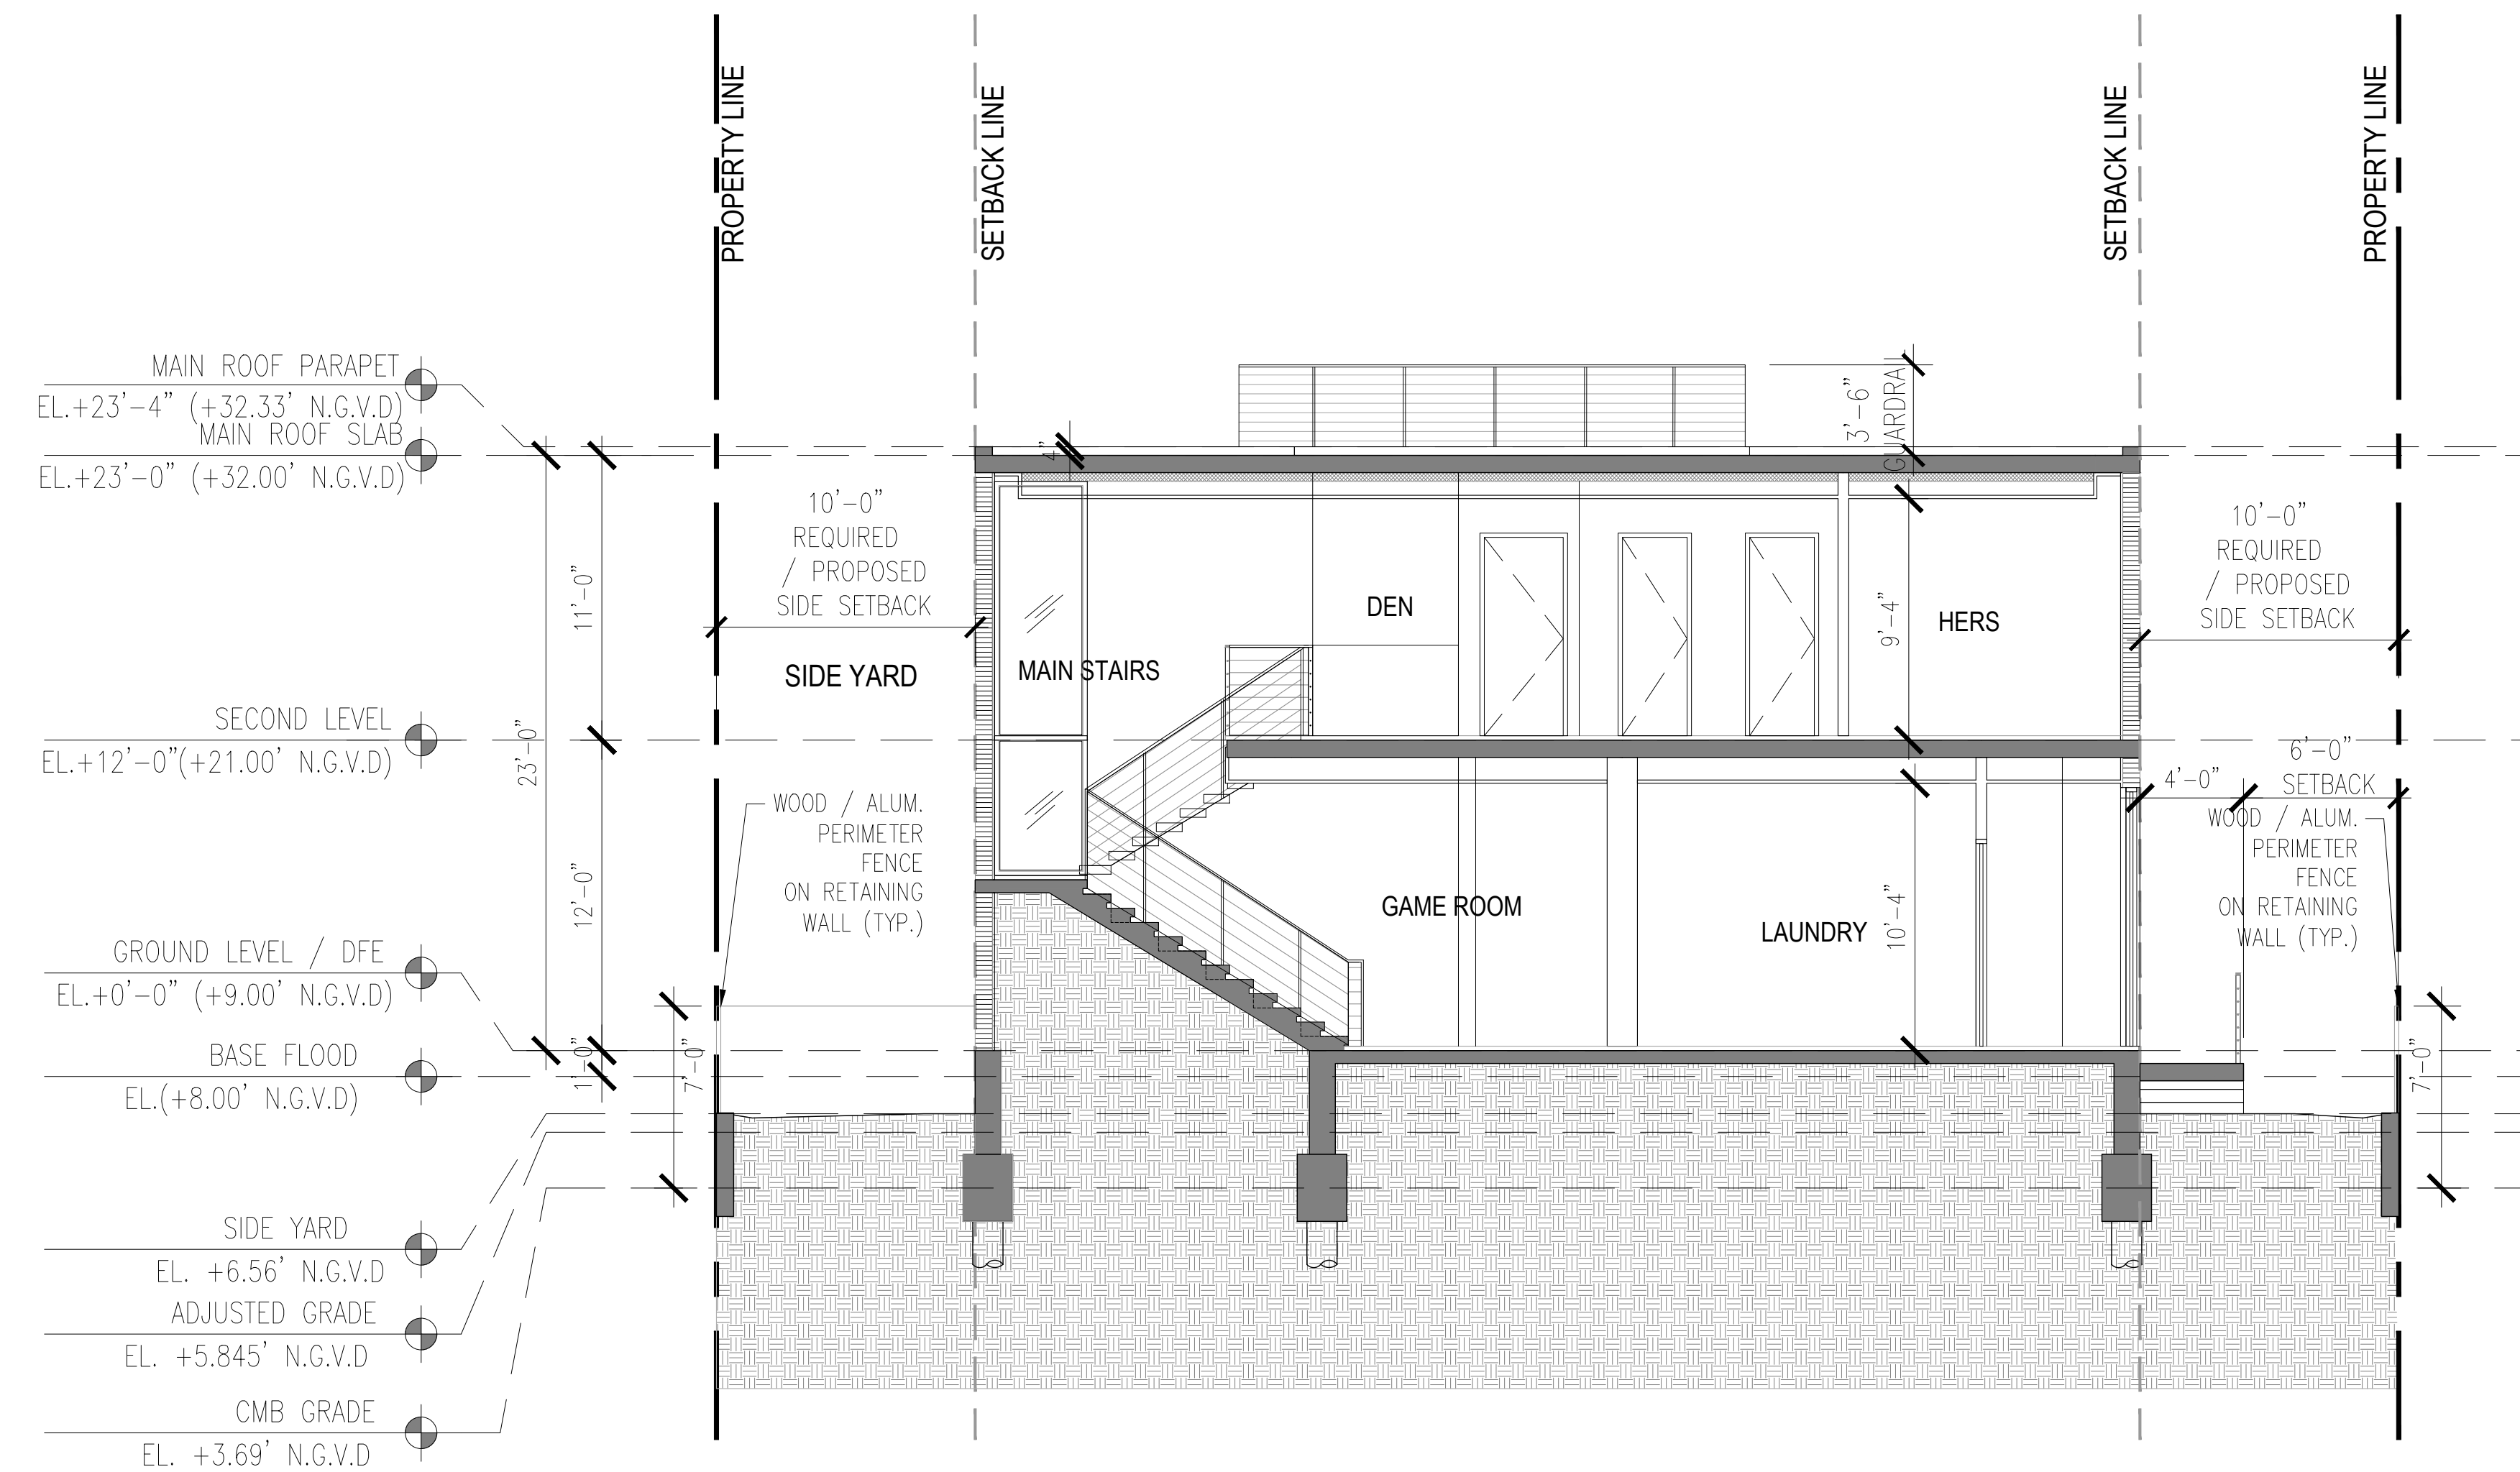 PROPERTY LINE
SETBACK LINE
SETBACK LINE
PROPERTY LINE
MAIN ROOF PARAPET
EL.+23'-4" (+32.33' N.G.V.D)
MAIN ROOF SLAB
EL.+23'-0" (+32.00' N.G.V.D)
SECOND LEVEL
EL.+12'-0"(+21.00' N.G.V.D)
GROUND LEVEL / DFE
EL.+0'-0" (+9.00' N.G.V.D)
BASE FLOOD
EL.(+8.00' N.G.V.D)
SIDE YARD
EL. +6.56' N.G.V.D
ADJUSTED GRADE
EL. +5.845' N.G.V.D
CMB GRADE
EL. +3.69' N.G.V.D
23'-0"
11'-0"
12'-0"
1'-0"
7'-0"
10'-0"
REQUIRED
/ PROPOSED
SIDE SETBACK
SIDE YARD
WOOD / ALUM.
PERIMETER
FENCE
ON RETAINING
WALL (TYP.)
4"
3'-6"
GUARDRAIL
MAIN STAIRS
DEN
9'-4"
HERS
GAME ROOM
LAUNDRY
10'-4"
10'-0"
REQUIRED
/ PROPOSED
SIDE SETBACK
4'-0"
6'-0"
SETBACK
WOOD / ALUM.
PERIMETER
FENCE
ON RETAINING
WALL (TYP.)
7'-0"